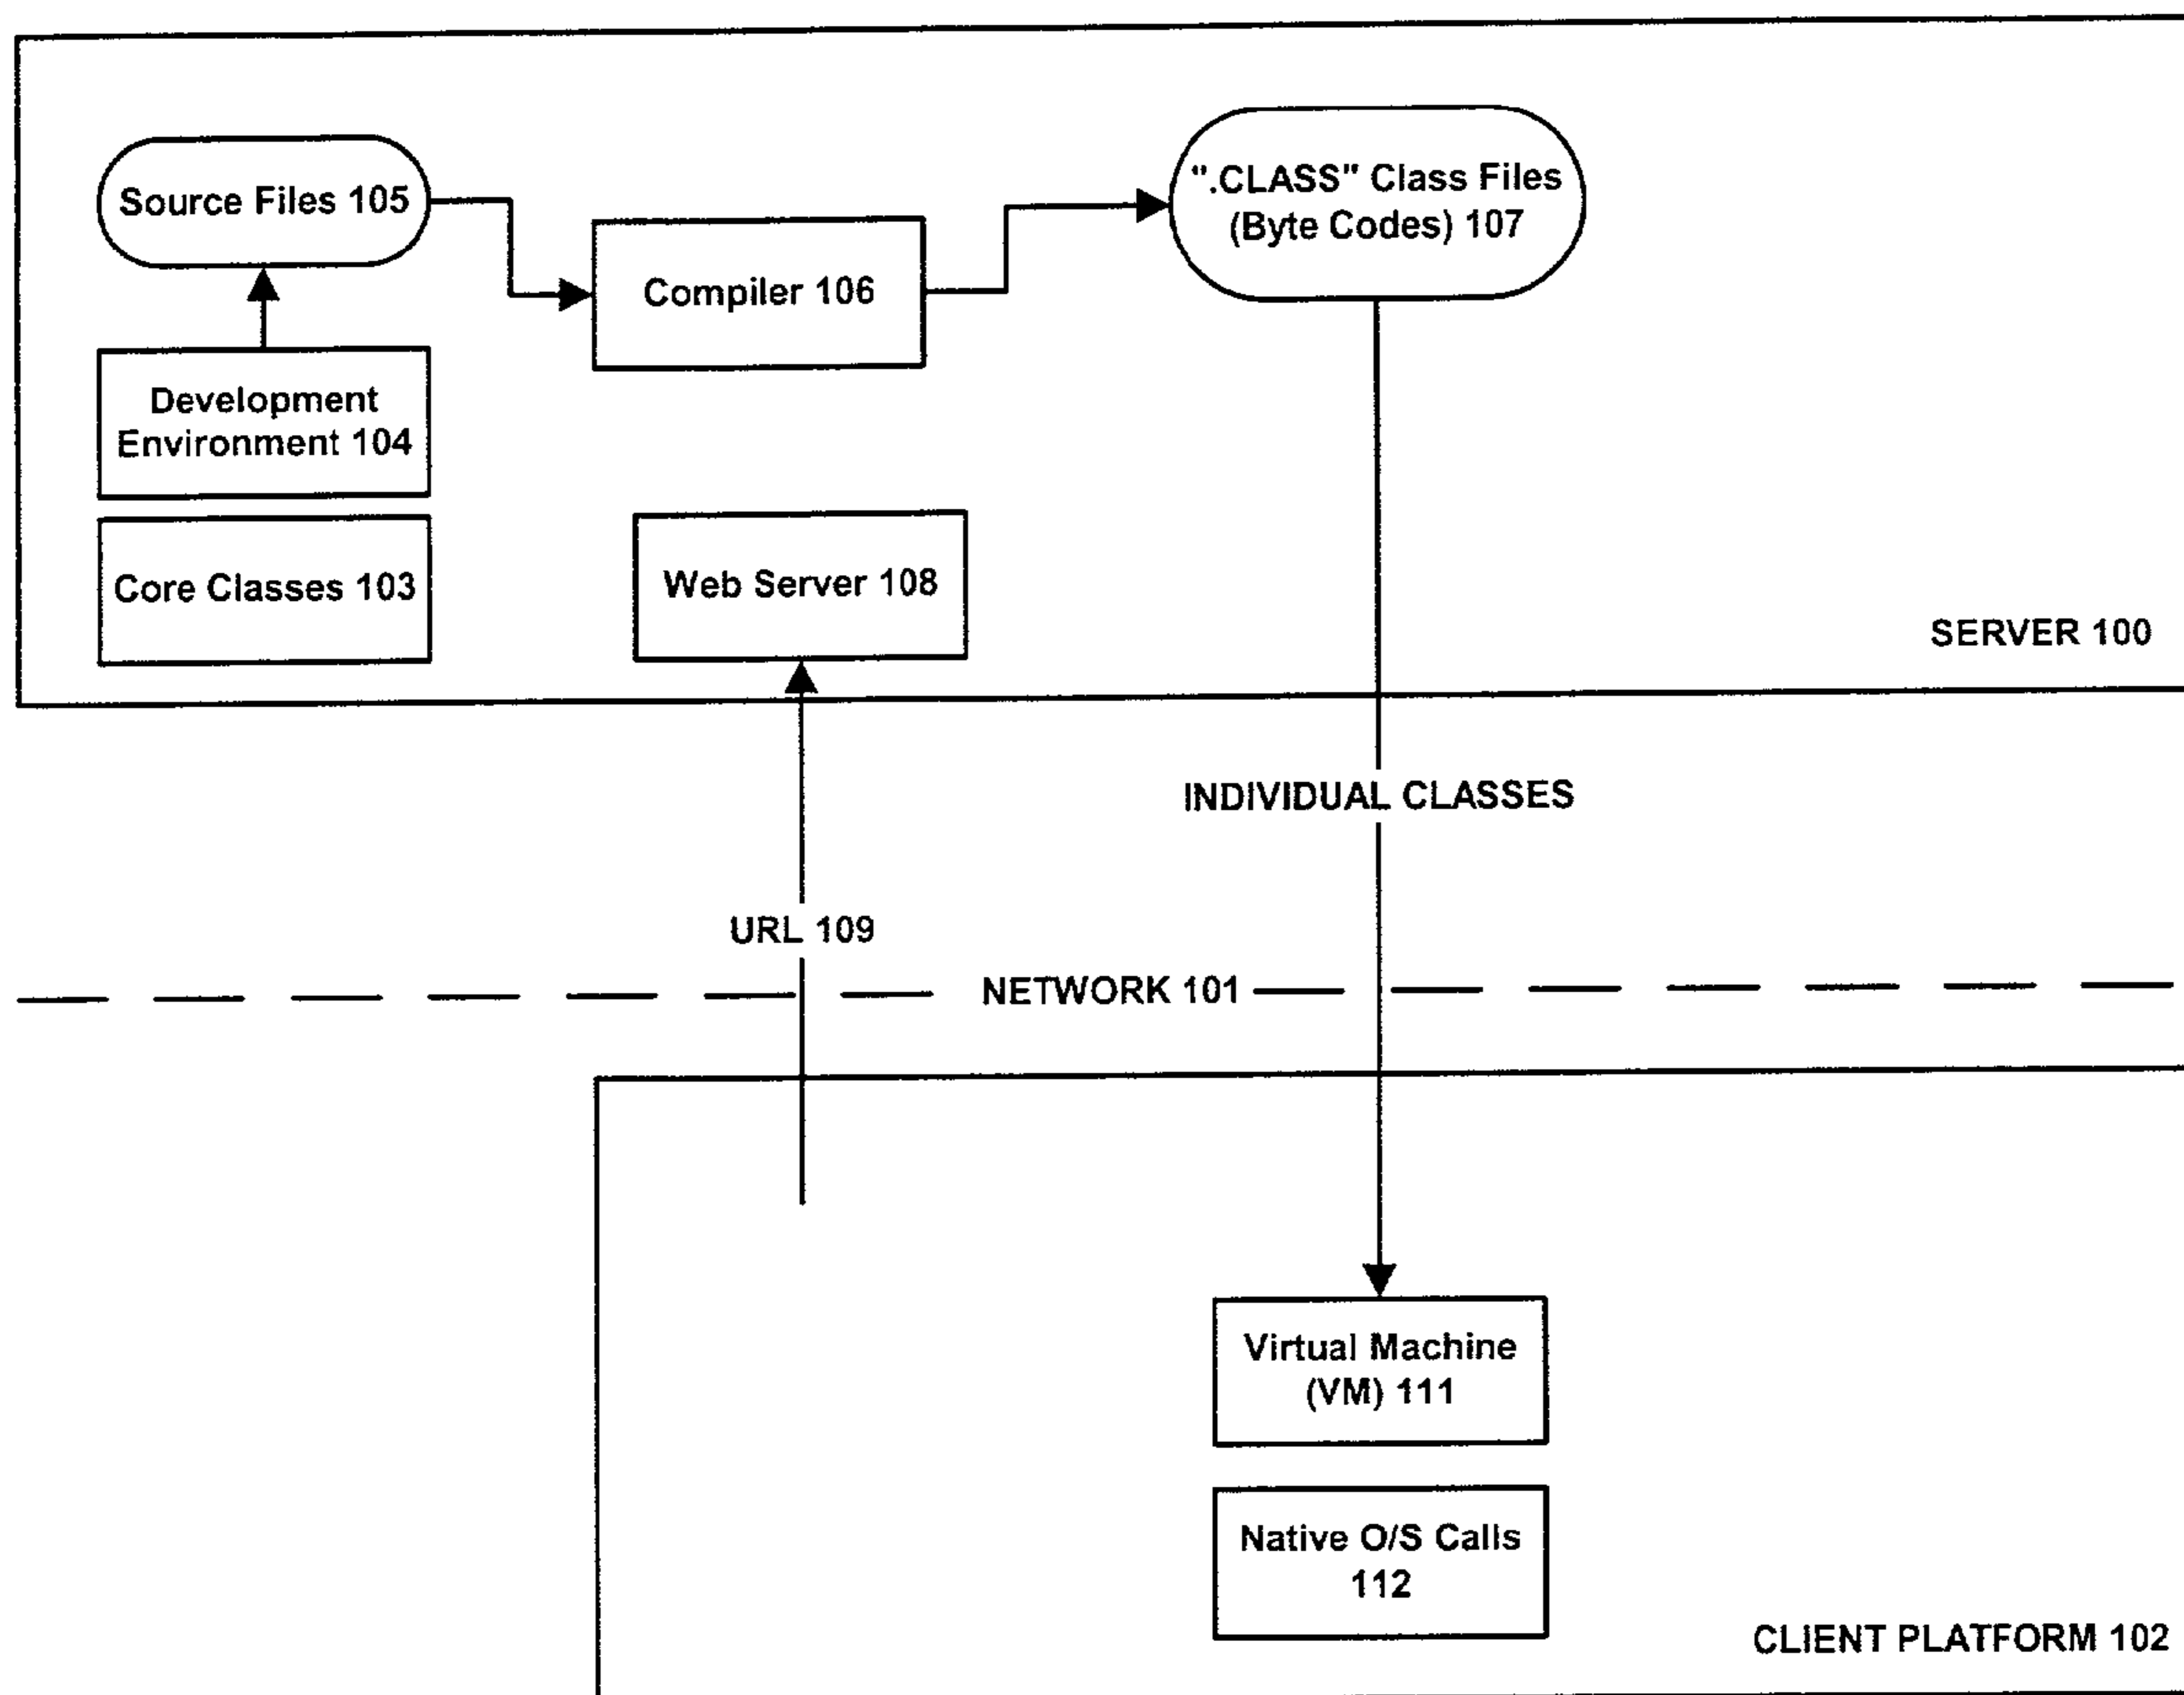 Source Files 105
".CLASS" Class Files
(Byte Codes) 107
Compiler 106
Development
Environment 104
Core Classes 103
Web Server 108
SERVER 100
INDIVIDUAL CLASSES
URL 109
NETWORK 101
Virtual Machine
(VM) 111
Native O/S Calls
112
CLIENT PLATFORM 102